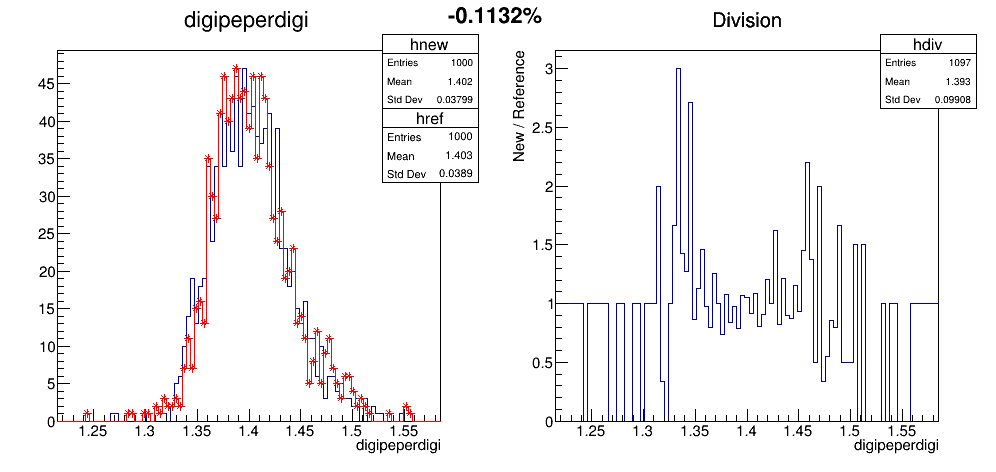 -0.1132%
digipeperdigi
hnew
Entries 1000
Mean 1.402
Std Dev 0.03799
href
Entries 1000
Mean 1.403
Std Dev 0.0389
45
40
35
30
25
20
15
10
5
0
1.25 1.3 1.35 1.4 1.45 1.5 1.55
digipeperdigi
Division
hdiv
Entries 1097
Mean 1.393
Std Dev 0.09908
New / Reference
3
2.5
2
1.5
1
0.5
0
1.25 1.3 1.35 1.4 1.45 1.5 1.55
digipeperdigi